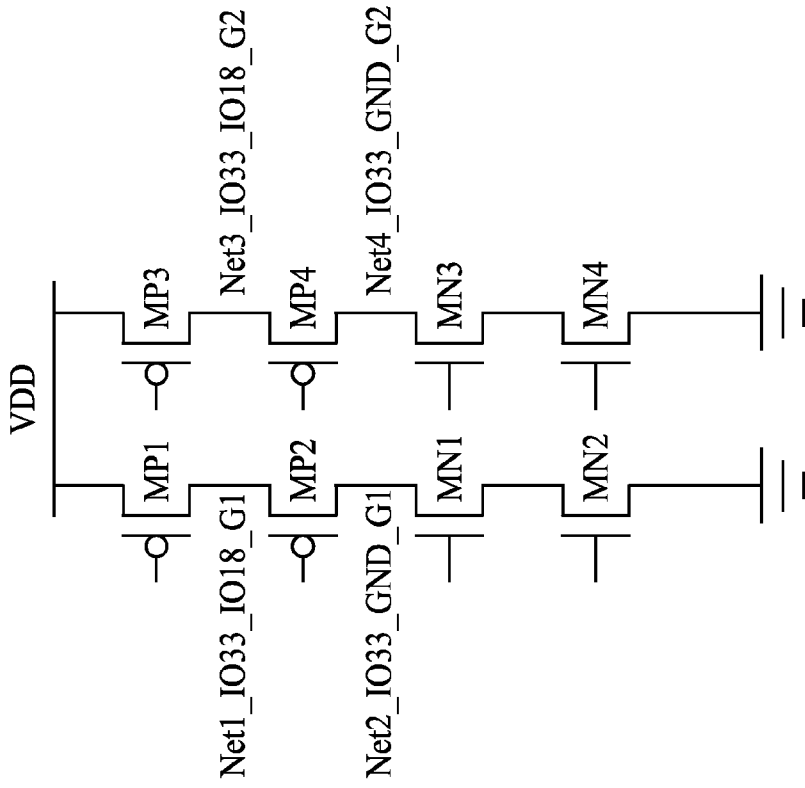 VDD
MP1
MP3
Net1_IO33_IO18_G1
Net3_IO33_IO18_G2
MP2
MP4
Net2_IO33_GND_G1
Net4_IO33_GND_G2
MN1
MN3
MN2
MN4